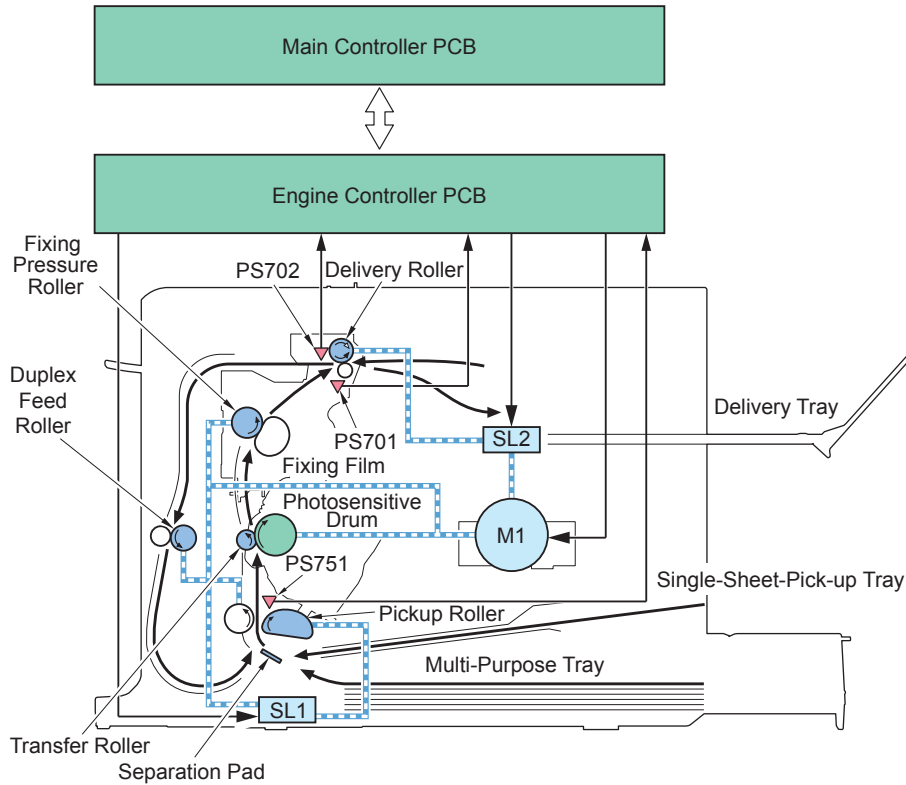 Main Controller PCB
Engine Controller PCB
Fixing
Pressure
Roller
PS702
Delivery Roller
Duplex
Feed
Roller
Delivery Tray
PS701
SL2
Fixing Film
Photosensitive
Drum
M1
PS751
Single-Sheet-Pick-up Tray
Pickup Roller
Multi-Purpose Tray
SL1
Transfer Roller
Separation Pad